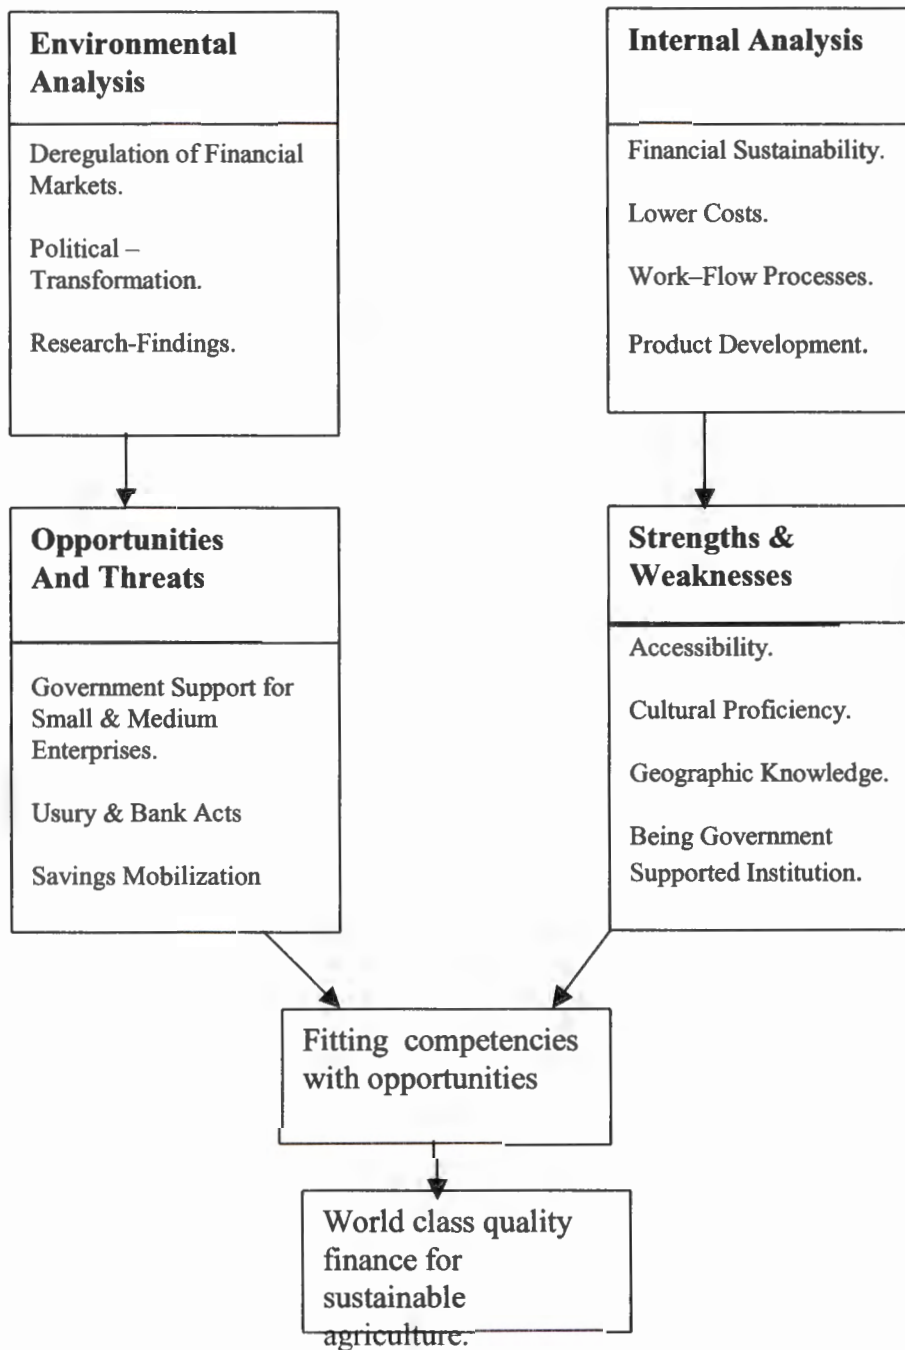 Environmental
Analysis
Deregulation of Financial
Markets.
Political –
Transformation.
Research-Findings.
Internal Analysis
Financial Sustainability.
Lower Costs.
Work–Flow Processes.
Product Development.
Opportunities
And Threats
Government Support for
Small & Medium
Enterprises.
Usury & Bank Acts
Savings Mobilization
Strengths &
Weaknesses
Accessibility.
Cultural Proficiency.
Geographic Knowledge.
Being Government
Supported Institution.
Fitting competencies
with opportunities
World class quality
finance for
sustainable
agriculture.